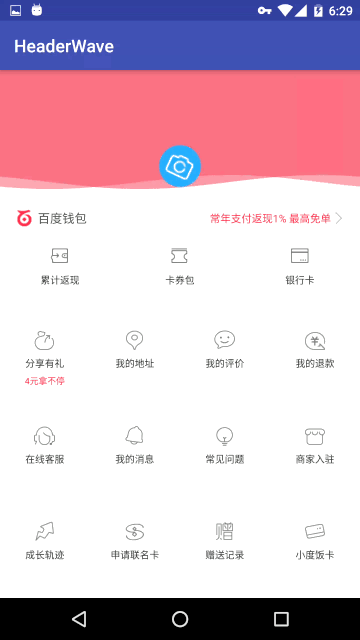 6:29
HeaderWave
百度钱包
常年支付返现1% 最高免单
累计返现
卡券包
银行卡
分享有礼
我的地址
我的评价
我的退款
4元拿不停
在线客服
我的消息
常见问题
商家入驻
赠
成长轨迹
申请联名卡
赠送记录
小度饭卡